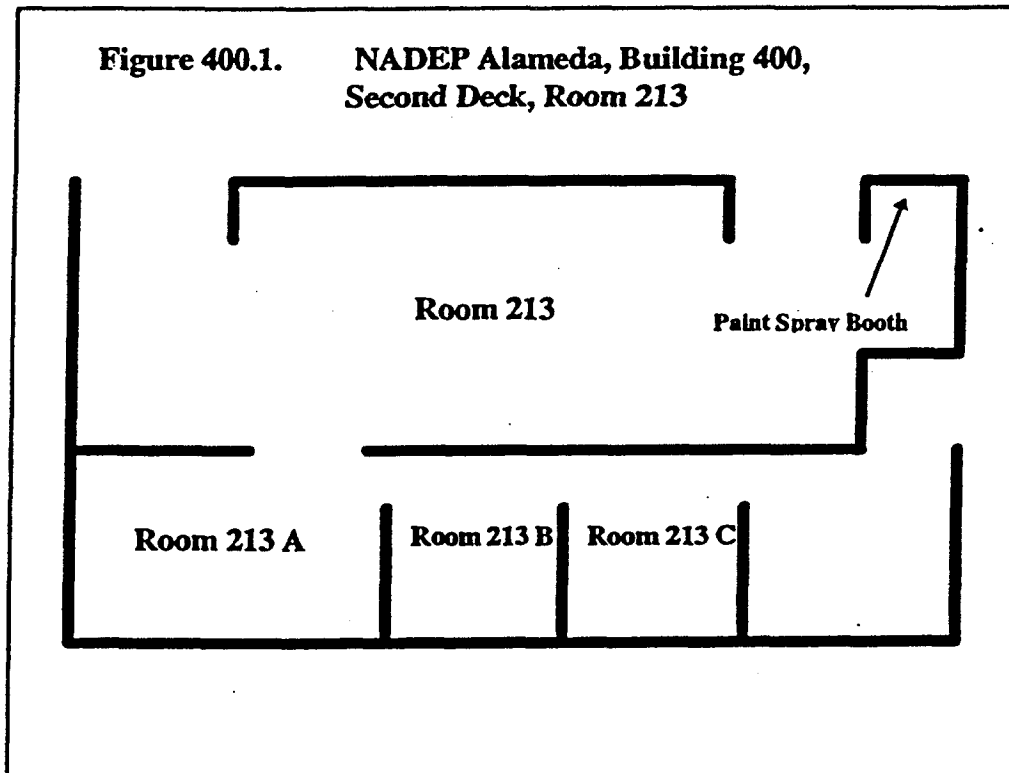 Figure 400.1. NADEP Alameda, Building 400,
Second Deck, Room 213
Room 213
Paint Spray Booth
Room 213 A
Room 213 B
Room 213 C